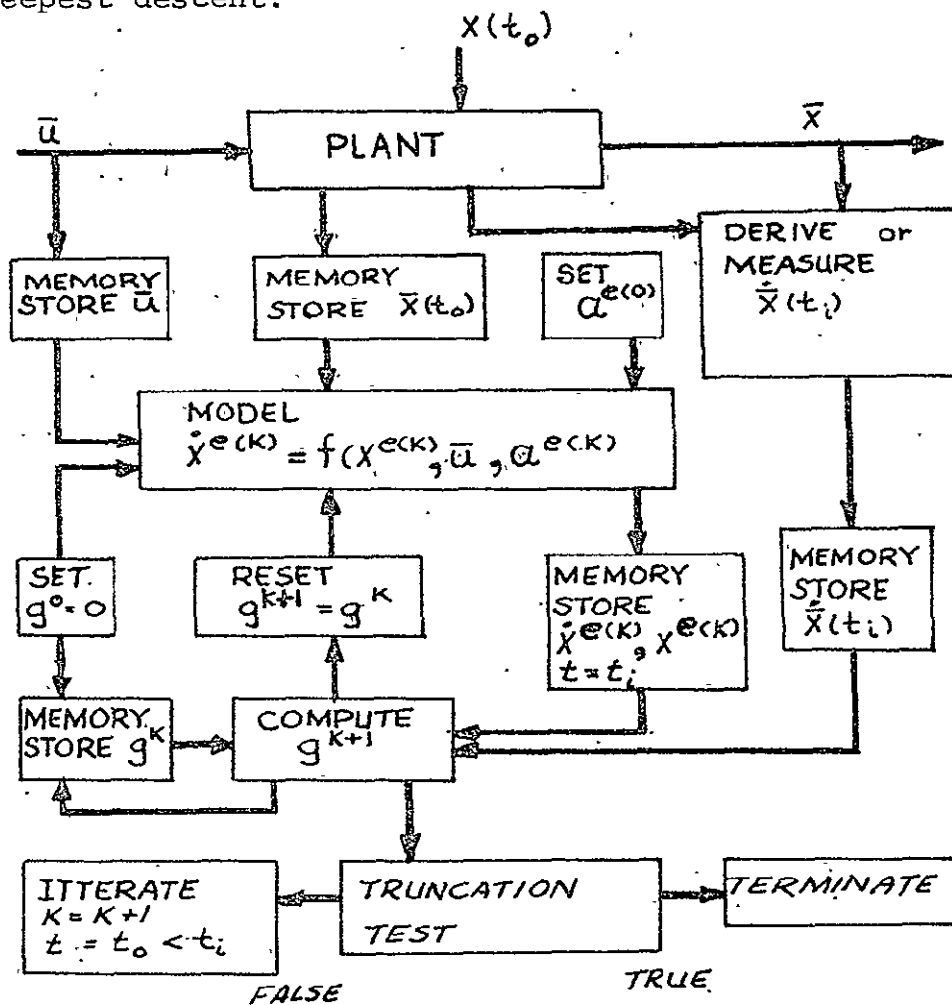 eepest descent.
x(t₀)
ū
x̄
PLANT
DERIVE or
MEASURE
ẋ̄(tᵢ)
MEMORY
STORE ū
MEMORY
STORE x̄(t₀)
SET
a^e(0)
MODEL
ẋ^e(K) = f(x^e(K), ū, a^e(K)
SET.
g⁰=0
RESET
g^k+1 = g^k
MEMORY
STORE
ẋ^e(K), x^e(K)
t = tᵢ
MEMORY
STORE
ẋ̄(tᵢ)
MEMORY
STORE g^k
COMPUTE
g^k+1
ITTERATE
K = K+1
t = t₀ < tᵢ
TRUNCATION
TEST
TERMINATE
FALSE
TRUE